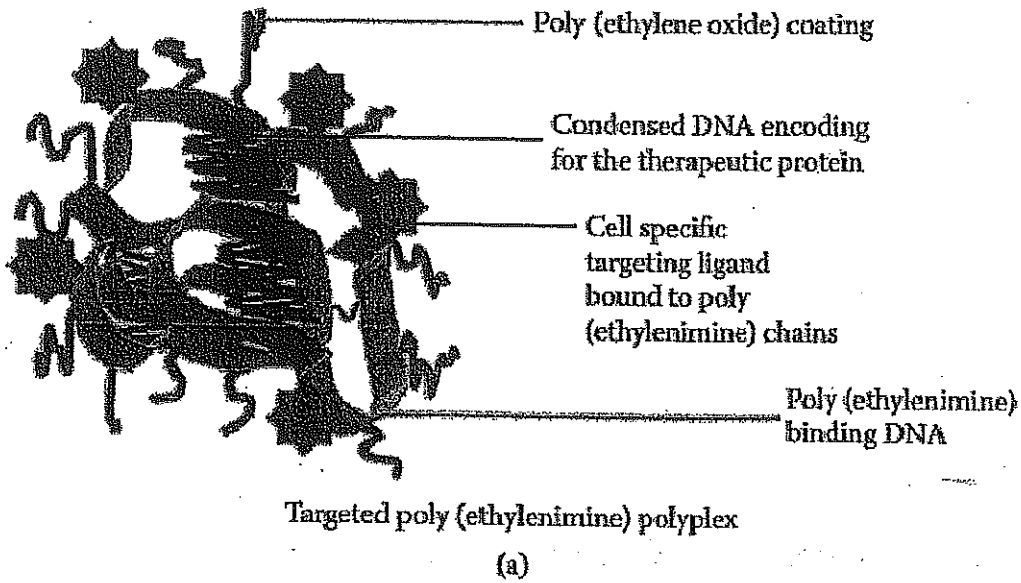 Poly (ethylene oxide) coating
Condensed DNA encoding
for the therapeutic protein
Cell specific
targeting ligand
bound to poly
(ethylenimine) chains
Poly (ethylenimine)
binding DNA
Targeted poly (ethylenimine) polyplex
(a)